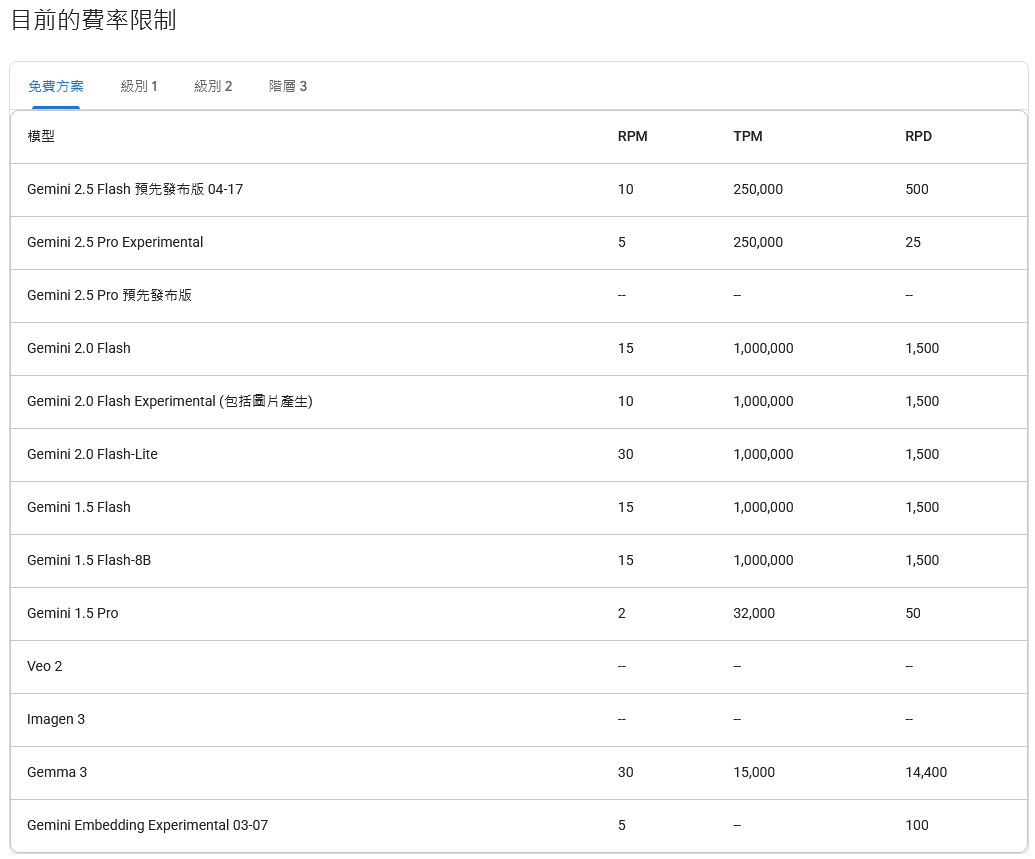 目前的費率限制
免費方案 級別 1 級別 2 階層 3
模型 RPM TPM RPD
Gemini 2.5 Flash 預先發布版 04-17 10 250,000 500
Gemini 2.5 Pro Experimental 5 250,000 25
Gemini 2.5 Pro 預先發布版 -- -- --
Gemini 2.0 Flash 15 1,000,000 1,500
Gemini 2.0 Flash Experimental (包括圖片產生) 10 1,000,000 1,500
Gemini 2.0 Flash-Lite 30 1,000,000 1,500
Gemini 1.5 Flash 15 1,000,000 1,500
Gemini 1.5 Flash-8B 15 1,000,000 1,500
Gemini 1.5 Pro 2 32,000 50
Veo 2 -- -- --
Imagen 3 -- -- --
Gemma 3 30 15,000 14,400
Gemini Embedding Experimental 03-07 5 -- 100